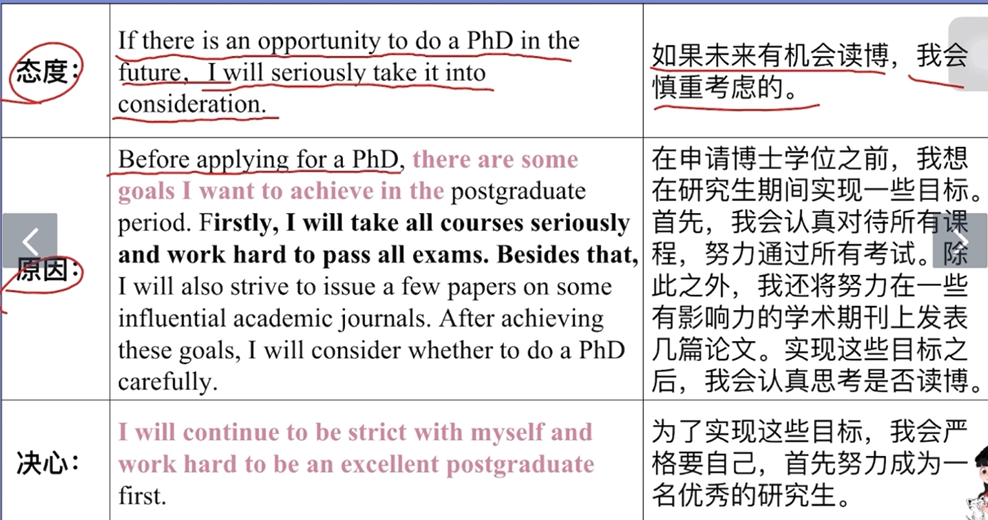 态度：
If there is an opportunity to do a PhD in the
future, I will seriously take it into
consideration.
如果未来有机会读博，我会
慎重考虑的。
原因：
Before applying for a PhD, there are some
goals I want to achieve in the postgraduate
period. Firstly, I will take all courses seriously
and work hard to pass all exams. Besides that,
I will also strive to issue a few papers on some
influential academic journals. After achieving
these goals, I will consider whether to do a PhD
carefully.
在申请博士学位之前，我想
在研究生期间实现一些目标。
首先，我会认真对待所有课
程，努力通过所有考试。除
此之外，我还将努力在一些
有影响力的学术期刊上发表
几篇论文。实现这些目标之
后，我会认真思考是否读博。
决心：
I will continue to be strict with myself and
work hard to be an excellent postgraduate
first.
为了实现这些目标，我会严
格要自己，首先努力成为一
名优秀的研究生。